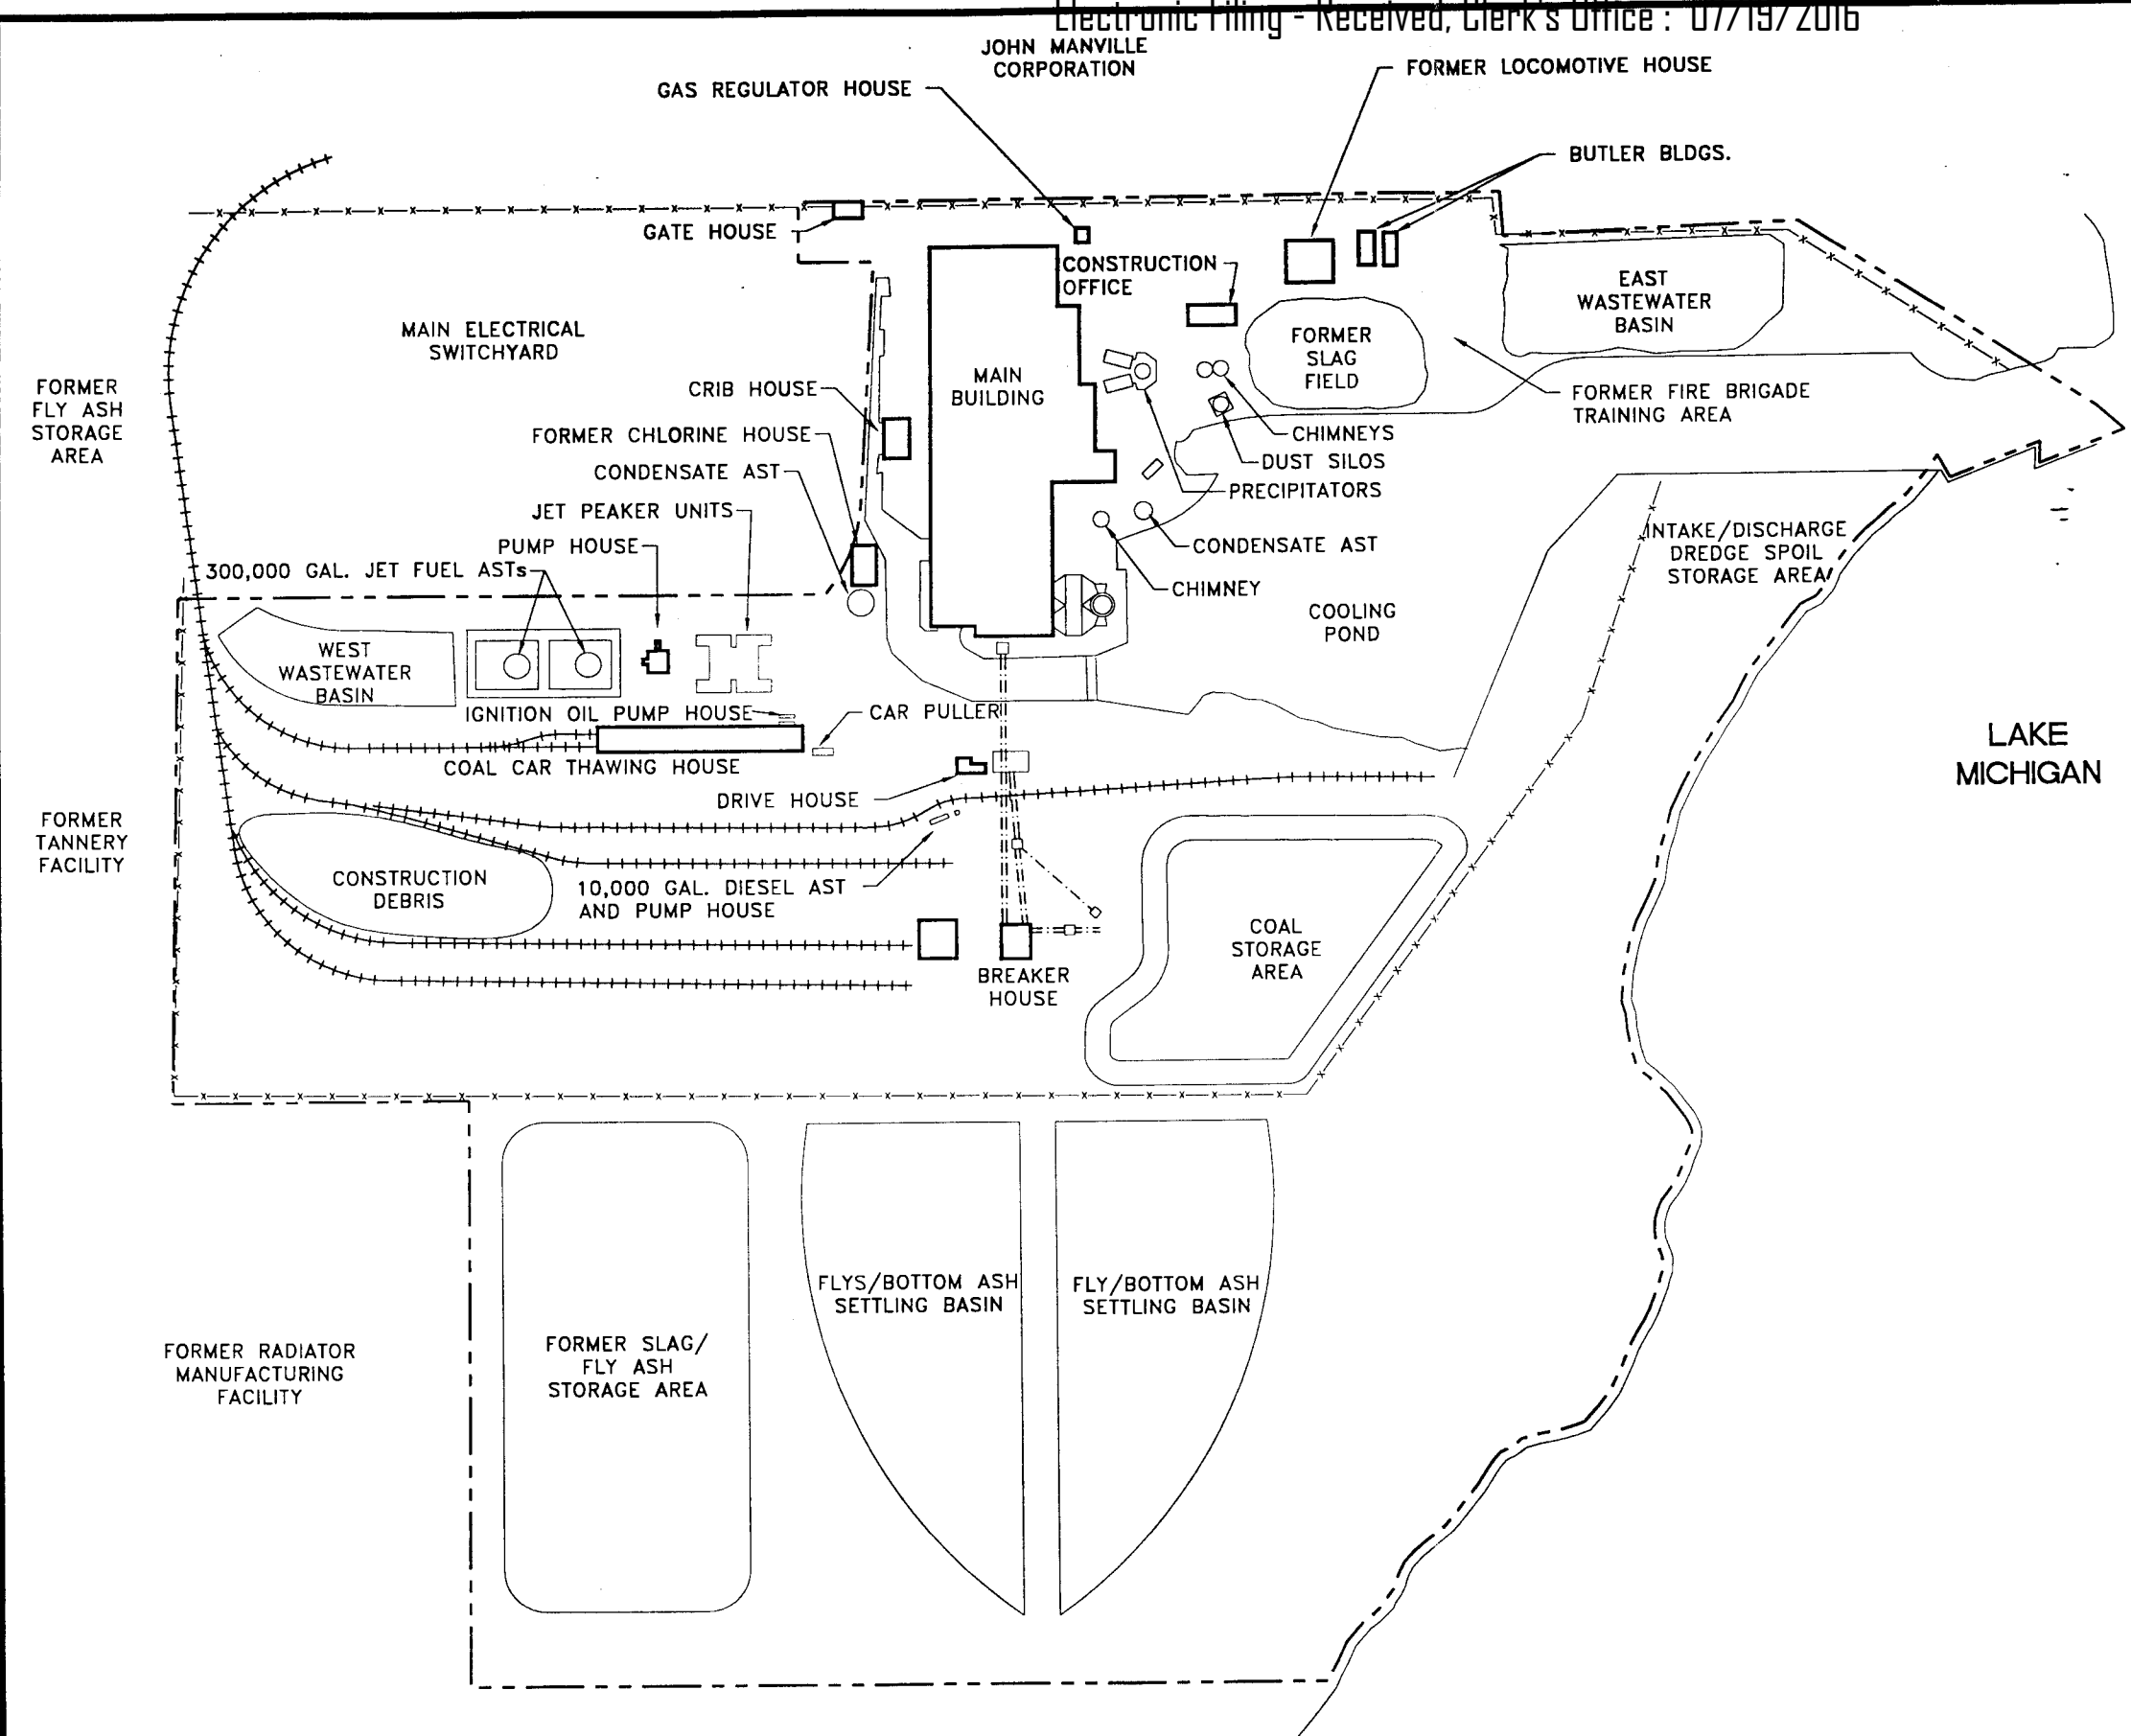 Electronic Filing - Received, Clerk's Office : 07/19/2016
JOHN MANVILLE
CORPORATION
FORMER LOCOMOTIVE HOUSE
GAS REGULATOR HOUSE
BUTLER BLDGS.
GATE HOUSE
CONSTRUCTION
OFFICE
EAST
WASTEWATER
BASIN
MAIN ELECTRICAL
SWITCHYARD
FORMER
SLAG
FIELD
MAIN
BUILDING
FORMER
FLY ASH
STORAGE
AREA
CRIB HOUSE
FORMER FIRE BRIGADE
TRAINING AREA
FORMER CHLORINE HOUSE
CHIMNEYS
DUST SILOS
CONDENSATE AST
PRECIPITATORS
JET PEAKER UNITS
INTAKE/DISCHARGE
DREDGE SPOIL
STORAGE AREA
PUMP HOUSE
CONDENSATE AST
300,000 GAL. JET FUEL ASTs
CHIMNEY
COOLING
POND
WEST
WASTEWATER
BASIN
IGNITION OIL PUMP HOUSE
CAR PULLER
LAKE
MICHIGAN
COAL CAR THAWING HOUSE
DRIVE HOUSE
FORMER
TANNERY
FACILITY
CONSTRUCTION
DEBRIS
10,000 GAL. DIESEL AST
AND PUMP HOUSE
COAL
STORAGE
AREA
BREAKER
HOUSE
FLYS/BOTTOM ASH
SETTLING BASIN
FLY/BOTTOM ASH
SETTLING BASIN
FORMER SLAG/
FLY ASH
STORAGE AREA
FORMER RADIATOR
MANUFACTURING
FACILITY